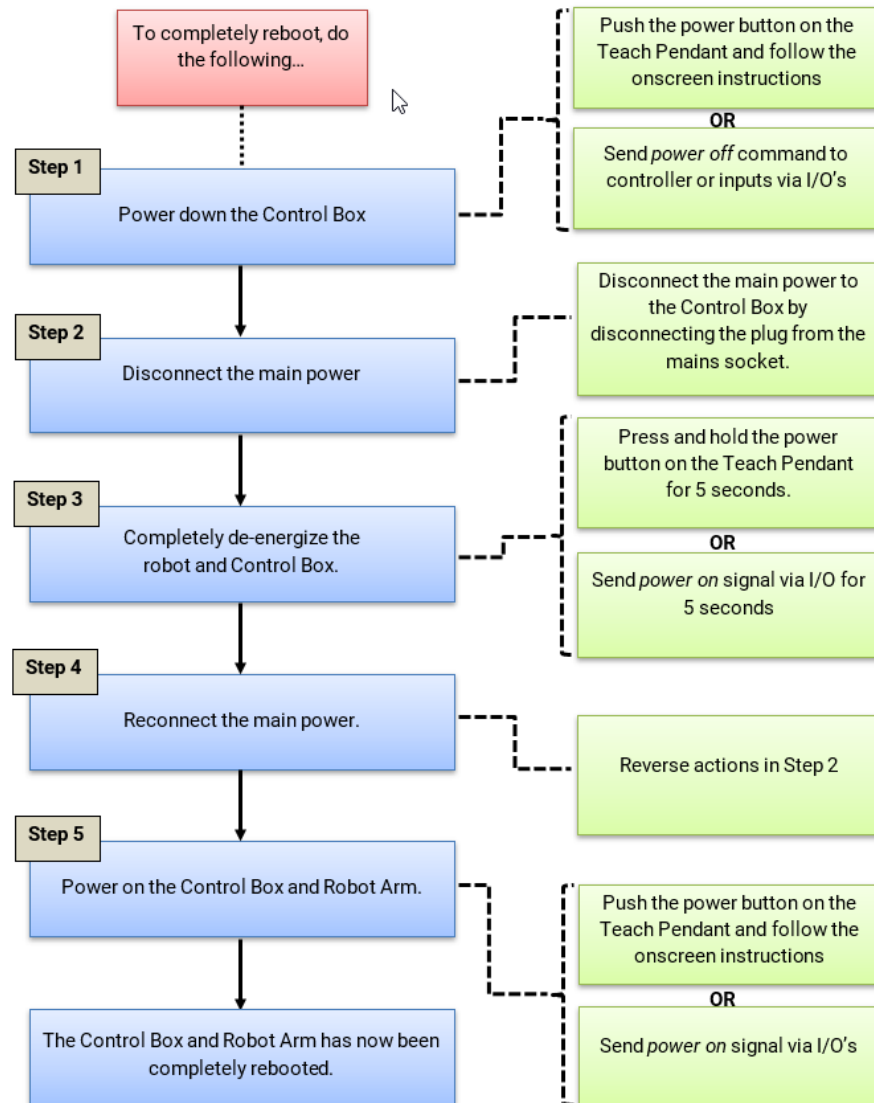 To completely reboot, do
the following...
Step 1
Power down the Control Box
Push the power button on the
Teach Pendant and follow the
onscreen instructions
OR
Send power off command to
controller or inputs via I/O's
Step 2
Disconnect the main power
Disconnect the main power to
the Control Box by
disconnecting the plug from the
mains socket.
Step 3
Completely de-energize the
robot and Control Box.
Press and hold the power
button on the Teach Pendant
for 5 seconds.
OR
Send power on signal via I/O for
5 seconds
Step 4
Reconnect the main power.
Reverse actions in Step 2
Step 5
Power on the Control Box and Robot Arm.
Push the power button on the
Teach Pendant and follow the
onscreen instructions
OR
Send power on signal via I/O's
The Control Box and Robot Arm has now been
completely rebooted.